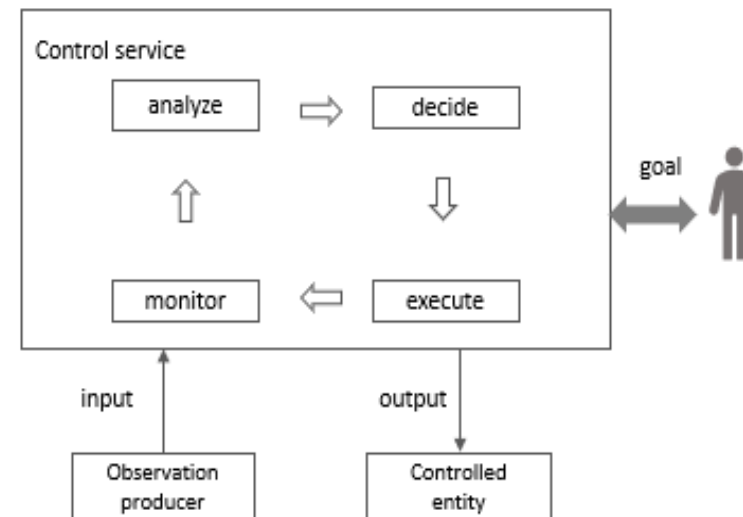 Control service
analyze
decide
goal
monitor
execute
input
output
Observation
producer
Controlled
entity